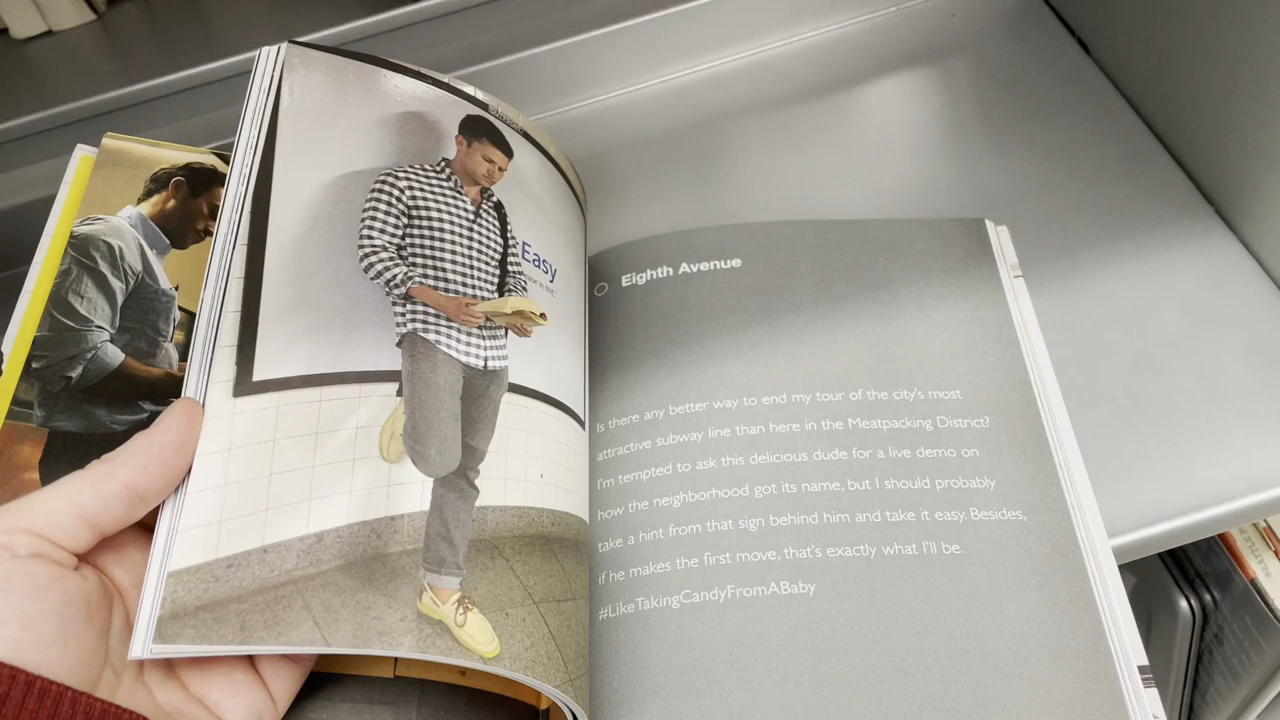 Easy
Eighth Avenue
Is there any better way to end my tour of the city's most
attractive subway line than here in the Meatpacking District?
I'm tempted to ask this delicious dude for a live demo on
how the neighborhood got its name, but I should probably
take a hint from that sign behind him and take it easy. Besides,
if he makes the first move, that's exactly what I'll be.
#LikeTakingCandyFromABaby